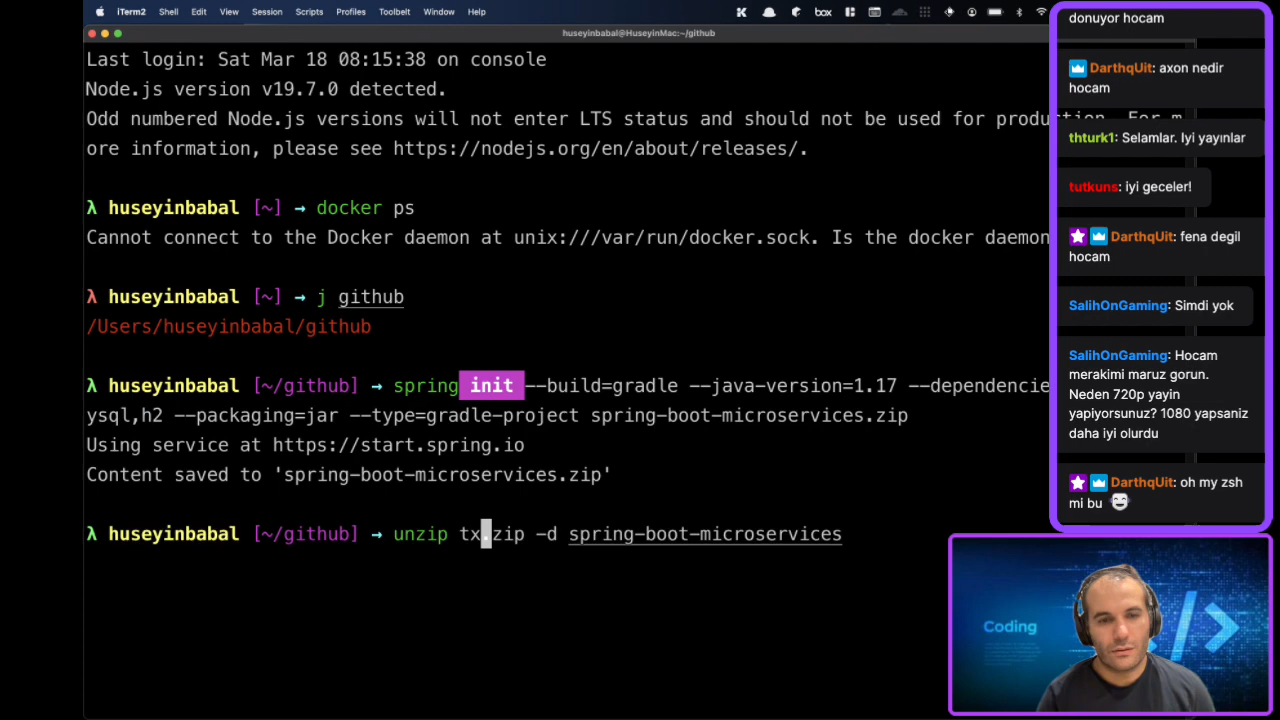 iTerm2 Shell Edit View Session Scripts Profiles Toolbelt Window Help
box
huseyinbabal@HuseyinMac:~/github
Last login: Sat Mar 18 08:15:38 on console
Node.js version v19.7.0 detected.
Odd numbered Node.js versions will not enter LTS status and should not be used for production. For m
ore information, please see https://nodejs.org/en/about/releases/.
λ huseyinbabal [~] → docker ps
Cannot connect to the Docker daemon at unix:///var/run/docker.sock. Is the docker daemon
λ huseyinbabal [~] → j github
/Users/huseyinbabal/github
λ huseyinbabal [~/github] → spring init --build=gradle --java-version=1.17 --dependencie
ysql,h2 --packaging=jar --type=gradle-project spring-boot-microservices.zip
Using service at https://start.spring.io
Content saved to 'spring-boot-microservices.zip'
λ huseyinbabal [~/github] → unzip tx.zip -d spring-boot-microservices
donuyor hocam
DarthqUit: axon nedir
hocam
thturk1: Selamlar. Iyi yayınlar
tutkuns: iyi geceler!
DarthqUit: fena degil
hocam
SalihOnGaming: Simdi yok
SalihOnGaming: Hocam
merakimi maruz gorun.
Neden 720p yayin
yapiyorsunuz? 1080 yapsaniz
daha iyi olurdu
DarthqUit: oh my zsh
mi bu
Coding